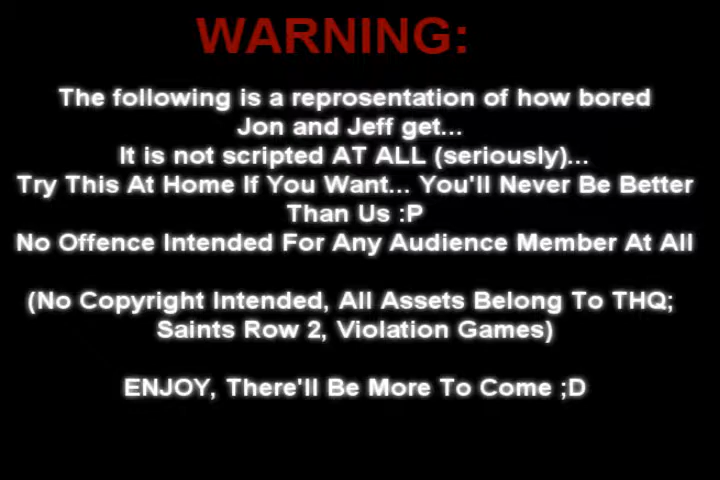 WARNING:
The following is a reprosentation of how bored
Jon and Jeff get...
It is not scripted AT ALL (seriously)...
Try This At Home If You Want... You'll Never Be Better
Than Us :P
No Offence Intended For Any Audience Member At All
(No Copyright Intended, All Assets Belong To THQ;
Saints Row 2, Violation Games)
ENJOY, There'll Be More To Come ;D